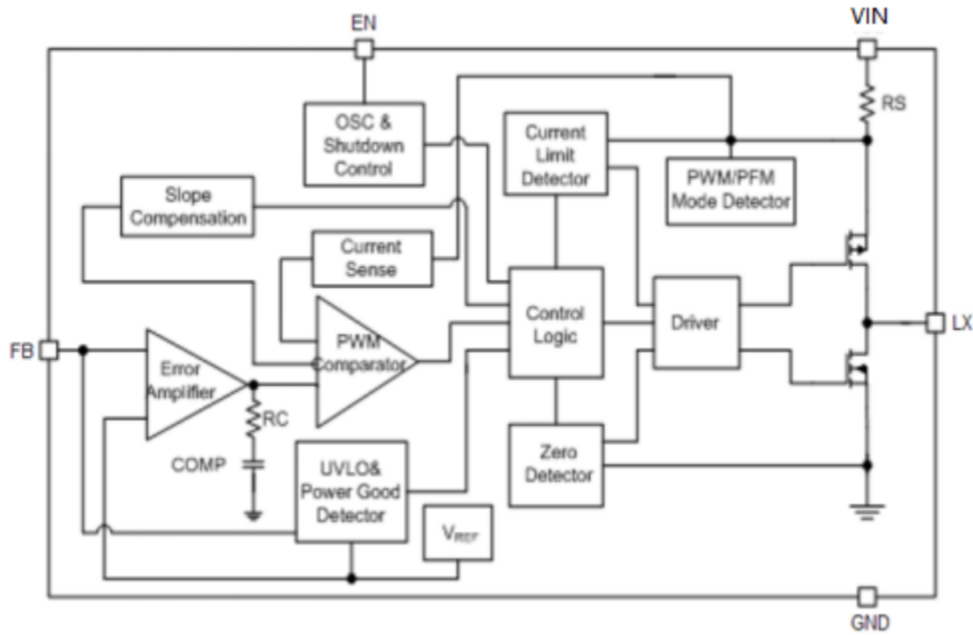 EN
VIN
OSC &
Shutdown
Control
RS
Current
Limit
Detector
PWM/PFM
Mode Detector
Slope
Compensation
Current
Sense
Control
Logic
Driver
LX
FB
PWM
Comparator
Error
Amplifier
RC
COMP
UVLO&
Power Good
Detector
Zero
Detector
VREF
GND